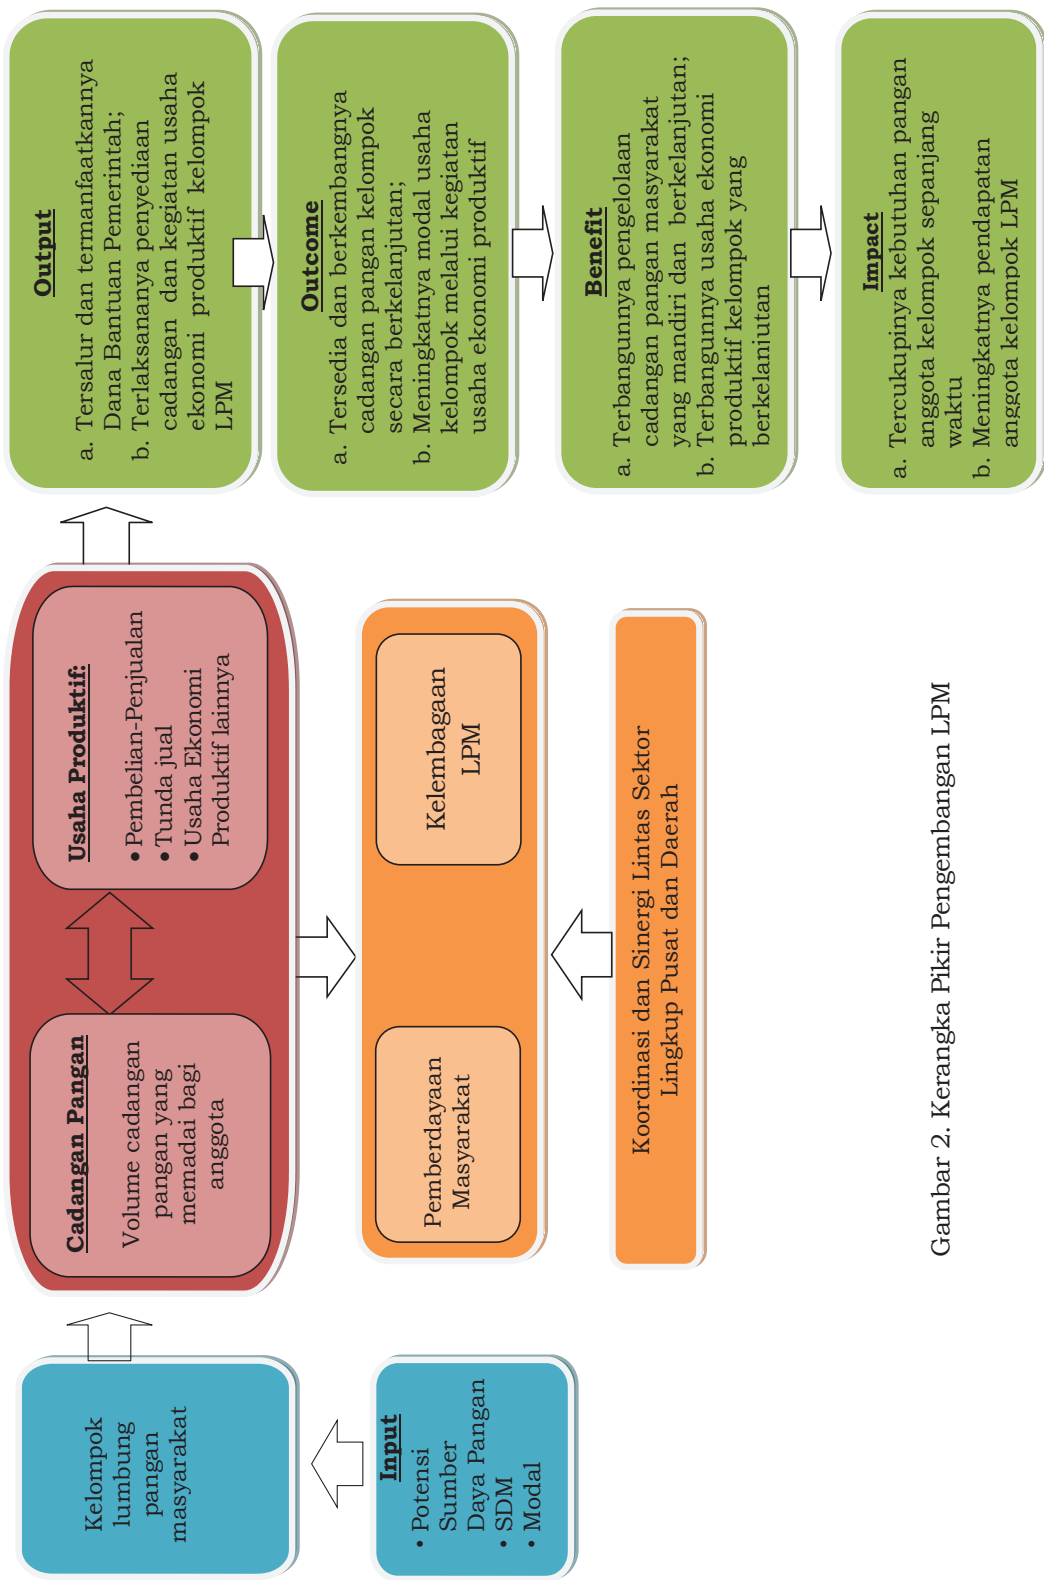 Kelompok
lumbung
pangan
masyarakat
Input
• Potensi
Sumber
Daya Pangan
• SDM
• Modal
Cadangan Pangan
Volume cadangan
pangan yang
memadai bagi
anggota
Usaha Produktif:
• Pembelian-Penjualan
• Tunda jual
• Usaha Ekonomi
Produktif lainnya
Pemberdayaan
Masyarakat
Kelembagaan
LPM
Koordinasi dan Sinergi Lintas Sektor
Lingkup Pusat dan Daerah
Output
a. Tersalur dan termanfaatkannya
Dana Bantuan Pemerintah;
b. Terlaksananya penyediaan
cadangan dan kegiatan usaha
ekonomi produktif kelompok
LPM
Outcome
a. Tersedia dan berkembangnya
cadangan pangan kelompok
secara berkelanjutan;
b. Meningkatnya modal usaha
kelompok melalui kegiatan
usaha ekonomi produktif
Benefit
a. Terbangunnya pengelolaan
cadangan pangan masyarakat
yang mandiri dan berkelanjutan;
b. Terbangunnya usaha ekonomi
produktif kelompok yang
berkelanjutan
Impact
a. Tercukupinya kebutuhan pangan
anggota kelompok sepanjang
waktu
b. Meningkatnya pendapatan
anggota kelompok LPM
Gambar 2. Kerangka Pikir Pengembangan LPM